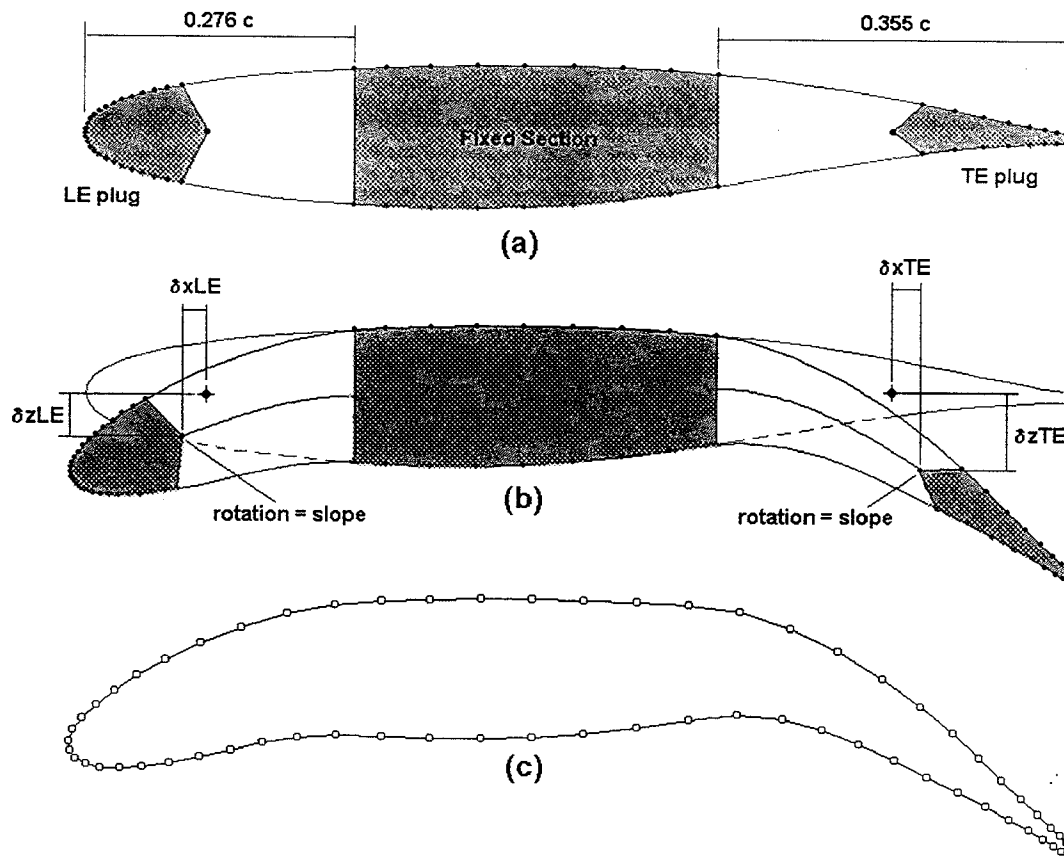 0.276 c
0.355 c
Fixed Section
LE plug
TE plug
(a)
δxLE
δxTE
δzLE
δzTE
rotation = slope
(b)
rotation = slope
(c)